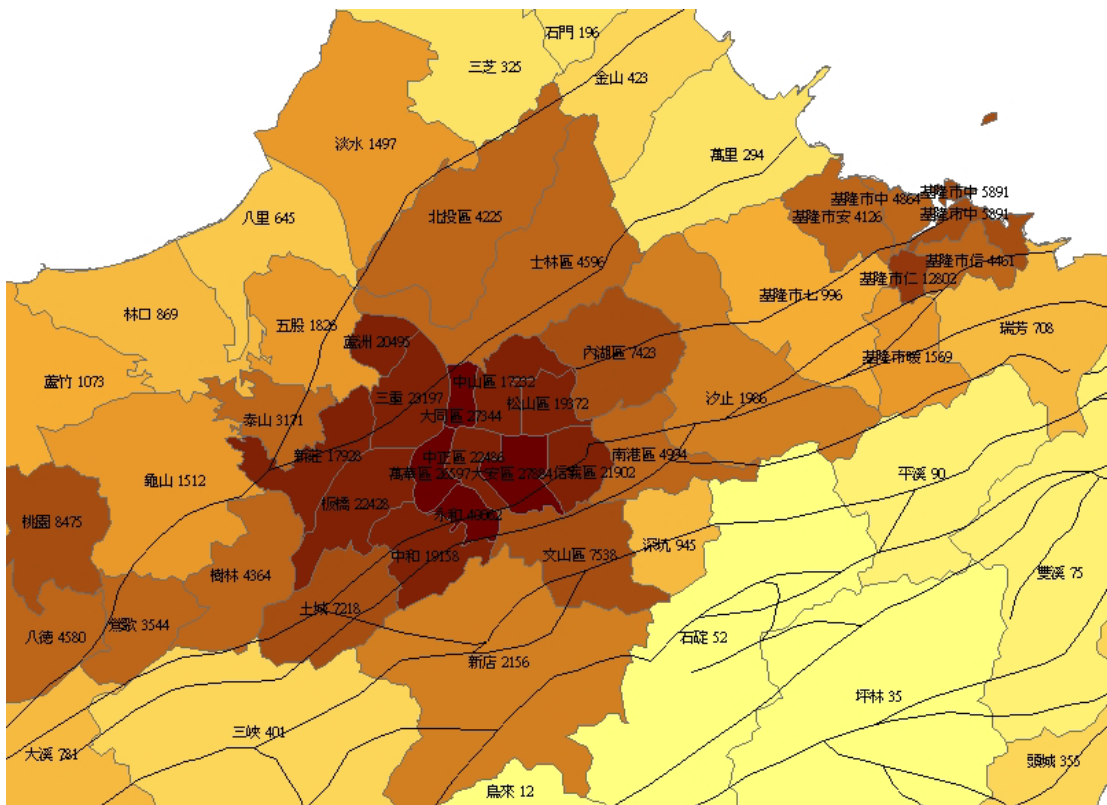 石門 196
三芝 325
金山 423
淡水 1497
萬里 294
基隆市中 4864
基隆市中 5891
八里 645
北投區 4225
基隆市安 4126
基隆市中 5891
士林區 4596
基隆市信 4461
基隆市仁 12802
林口 869
五股 1826
基隆市七 996
蘆洲 20495
內湖區 7423
瑞芳 708
蘆竹 1073
中山區 17232
基隆市暖 1569
三重 23197
松山區 19372
汐止 1986
泰山 3171
大同區 27344
新莊 17928
中正區 22486
南港區 4994
萬華區 26597
大安區 27884
信義區 21902
平溪 90
龜山 1512
板橋 22428
桃園 8475
永和
中和 19158
文山區 7538
深坑 945
樹林 4364
雙溪 75
土城 7218
八德 4580
鶯歌 3544
石碇 52
新店 2156
坪林 35
三峽 401
大溪 781
頭城 355
烏來 12